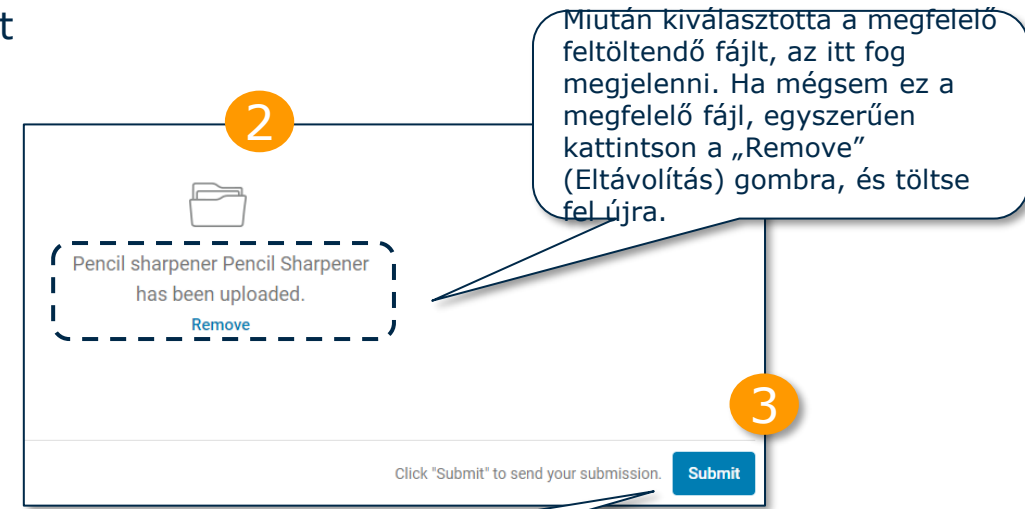 t
Miután kiválasztotta a megfelelő
feltöltendő fájlt, az itt fog
megjelenni. Ha mégsem ez a
megfelelő fájl, egyszerűen
kattintson a „Remove”
(Eltávolítás) gombra, és töltse
fel újra.
2
Pencil sharpener Pencil Sharpener
has been uploaded.
Remove
3
Click "Submit" to send your submission.
Submit